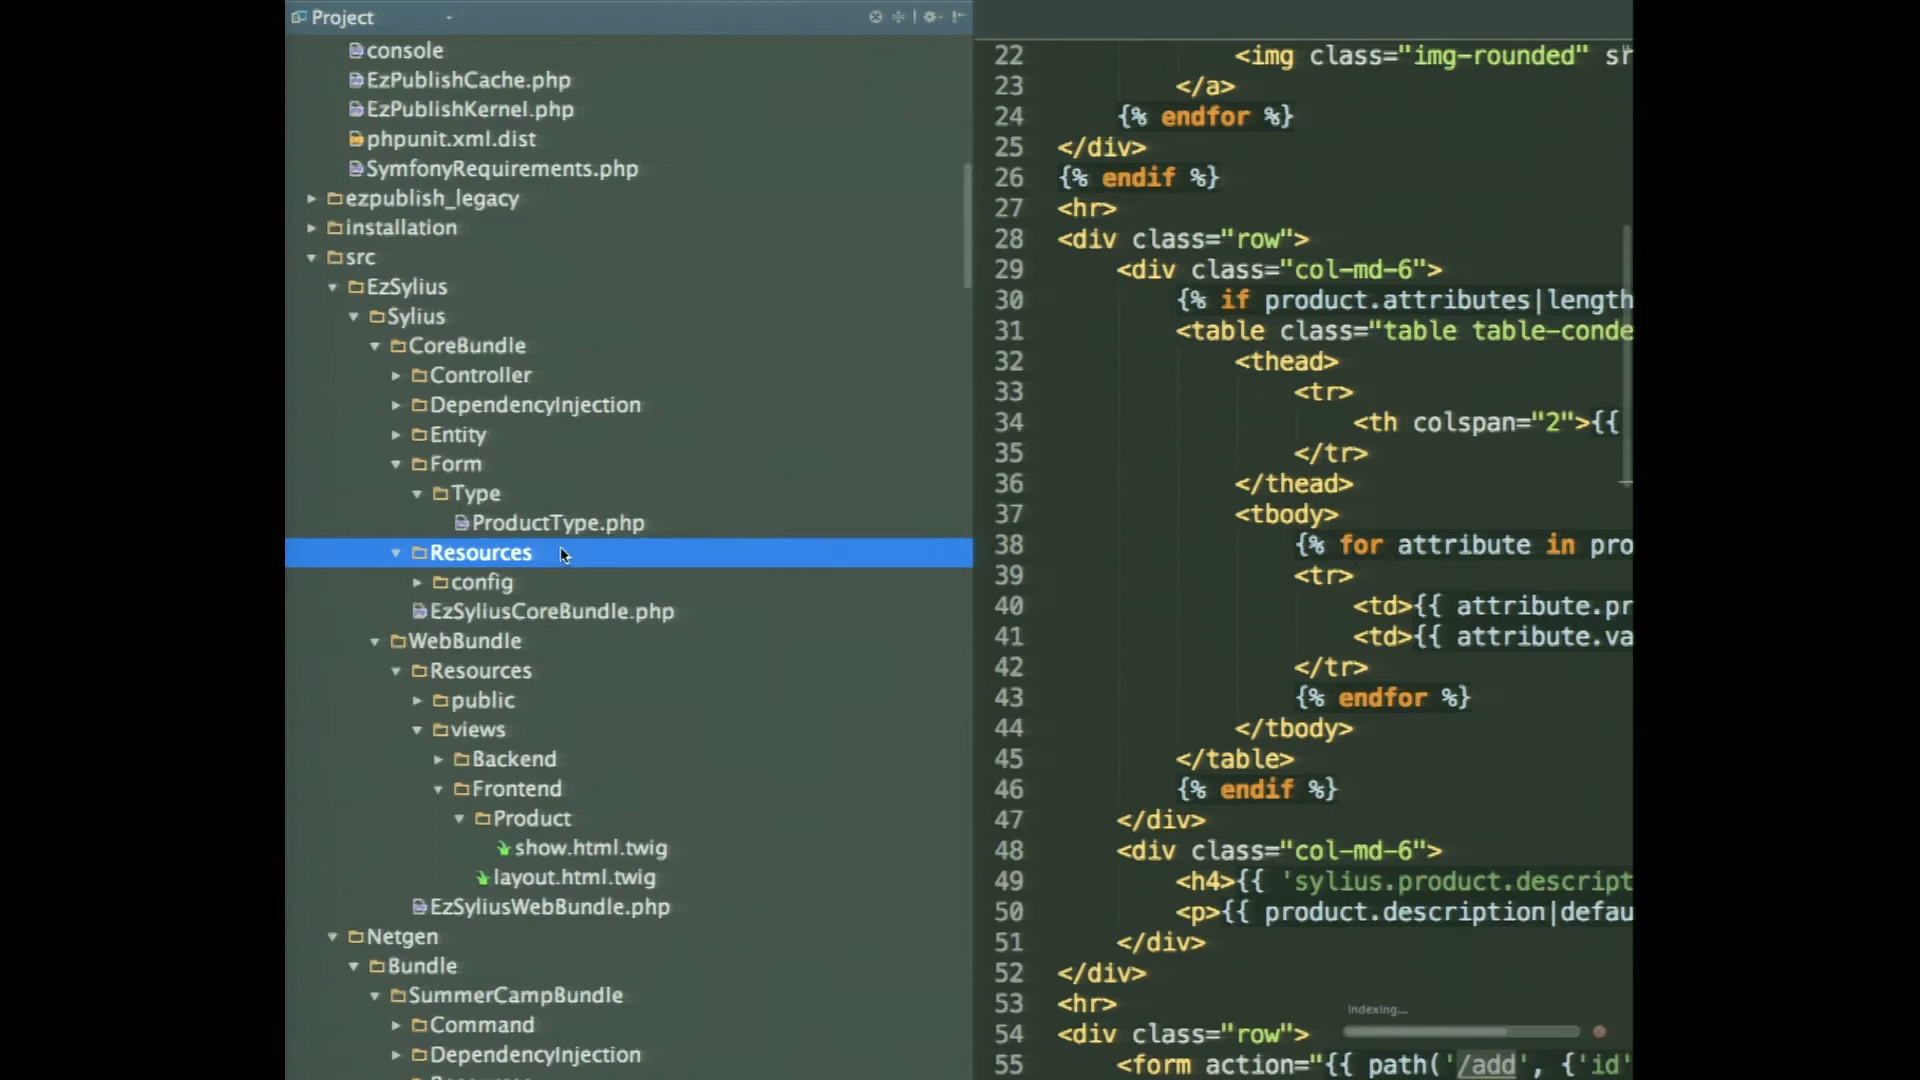 Project
console
EzPublishCache.php
EzPublishKernel.php
phpunit.xml.dist
SymfonyRequirements.php
ezpublish_legacy
installation
src
EzSylius
Sylius
CoreBundle
Controller
DependencyInjection
Entity
Form
Type
ProductType.php
Resources
config
EzSyliusCoreBundle.php
WebBundle
Resources
public
views
Backend
Frontend
Product
show.html.twig
layout.html.twig
EzSyliusWebBundle.php
Netgen
Bundle
SummerCampBundle
Command
DependencyInjection
22 <img class="img-rounded" sr
23 </a>
24 {% endfor %}
25 </div>
26 {% endif %}
27 <hr>
28 <div class="row">
29 <div class="col-md-6">
30 {% if product.attributes|length
31 <table class="table table-conde
32 <thead>
33 <tr>
34 <th colspan="2">{{
35 </tr>
36 </thead>
37 <tbody>
38 {% for attribute in pro
39 <tr>
40 <td>{{ attribute.pr
41 <td>{{ attribute.va
42 </tr>
43 {% endfor %}
44 </tbody>
45 </table>
46 {% endif %}
47 </div>
48 <div class="col-md-6">
49 <h4>{{ 'sylius.product.descript
50 <p>{{ product.description|defau
51 </div>
52 </div>
53 <hr>
54 <div class="row">
55 <form action="{{ path('/add', {'id'
Indexing...